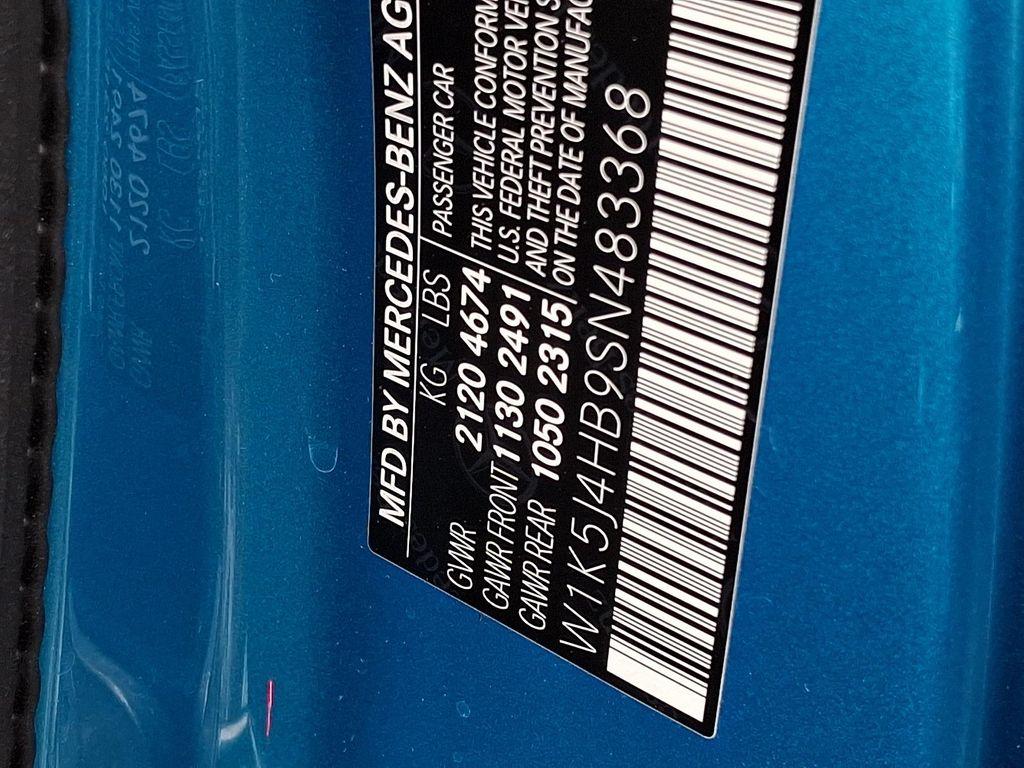 MFD BY MERCEDES-BENZ AG
KG LBS PASSENGER CAR
GVWR 2120 4674 THIS VEHICLE CONFORM
GAWR FRONT 1130 2491 U.S. FEDERAL MOTOR VE
GAWR REAR 1050 2315 AND THEFT PREVENTION S
ON THE DATE OF MANUFAC
W1K5J4HB9SN483368